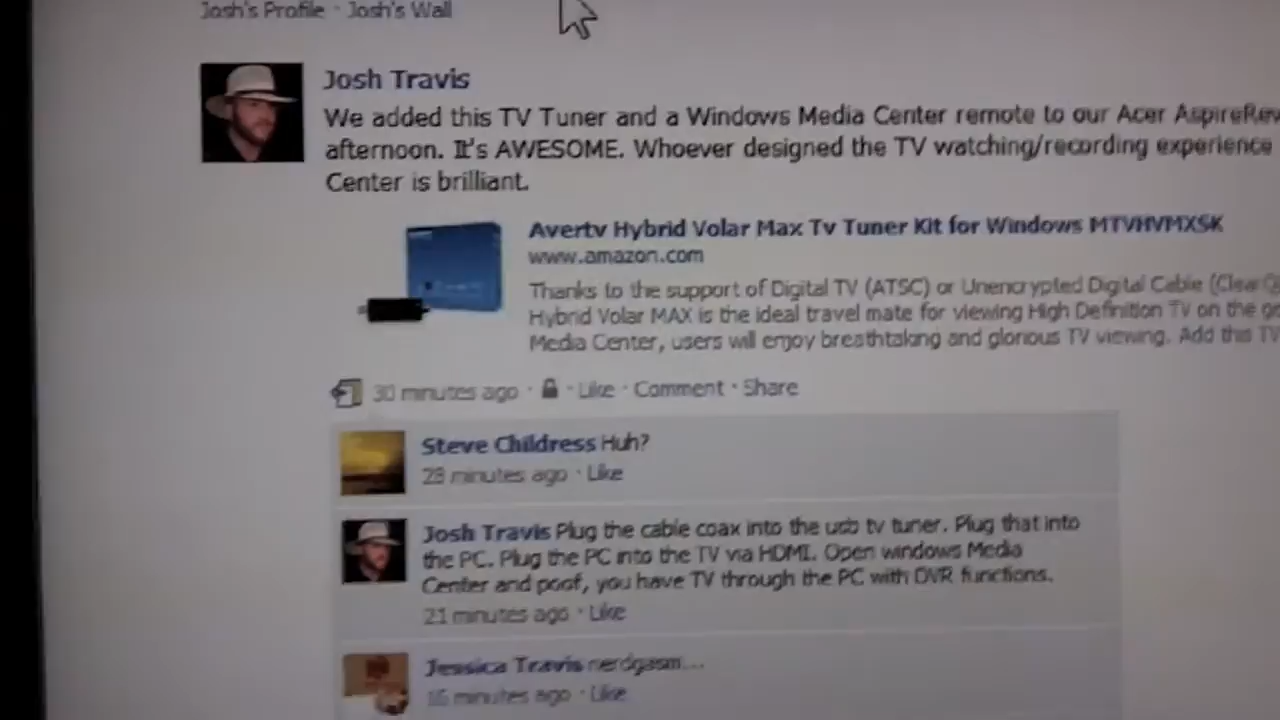 Josh's Profile · Josh's Wall
Josh Travis
We added this TV Tuner and a Windows Media Center remote to our Acer AspireRev
afternoon. It's AWESOME. Whoever designed the TV watching/recording experience
Center is brilliant.
Avertv Hybrid Volar Max Tv Tuner Kit for Windows MTVHVMXSK
www.amazon.com
Thanks to the support of Digital TV (ATSC) or Unencrypted Digital Cable (ClearQ
Hybrid Volar MAX is the ideal travel mate for viewing High Definition TV on the go
Media Center, users will enjoy breathtaking and glorious TV viewing. Add this TV
30 minutes ago · Like · Comment · Share
Steve Childress Huh?
28 minutes ago · Like
Josh Travis Plug the cable coax into the usb tv tuner. Plug that into
the PC. Plug the PC into the TV via HDMI. Open windows Media
Center and poof, you have TV through the PC with DVR functions.
21 minutes ago · Like
Jessica Travis nerdgasm...
16 minutes ago · Like